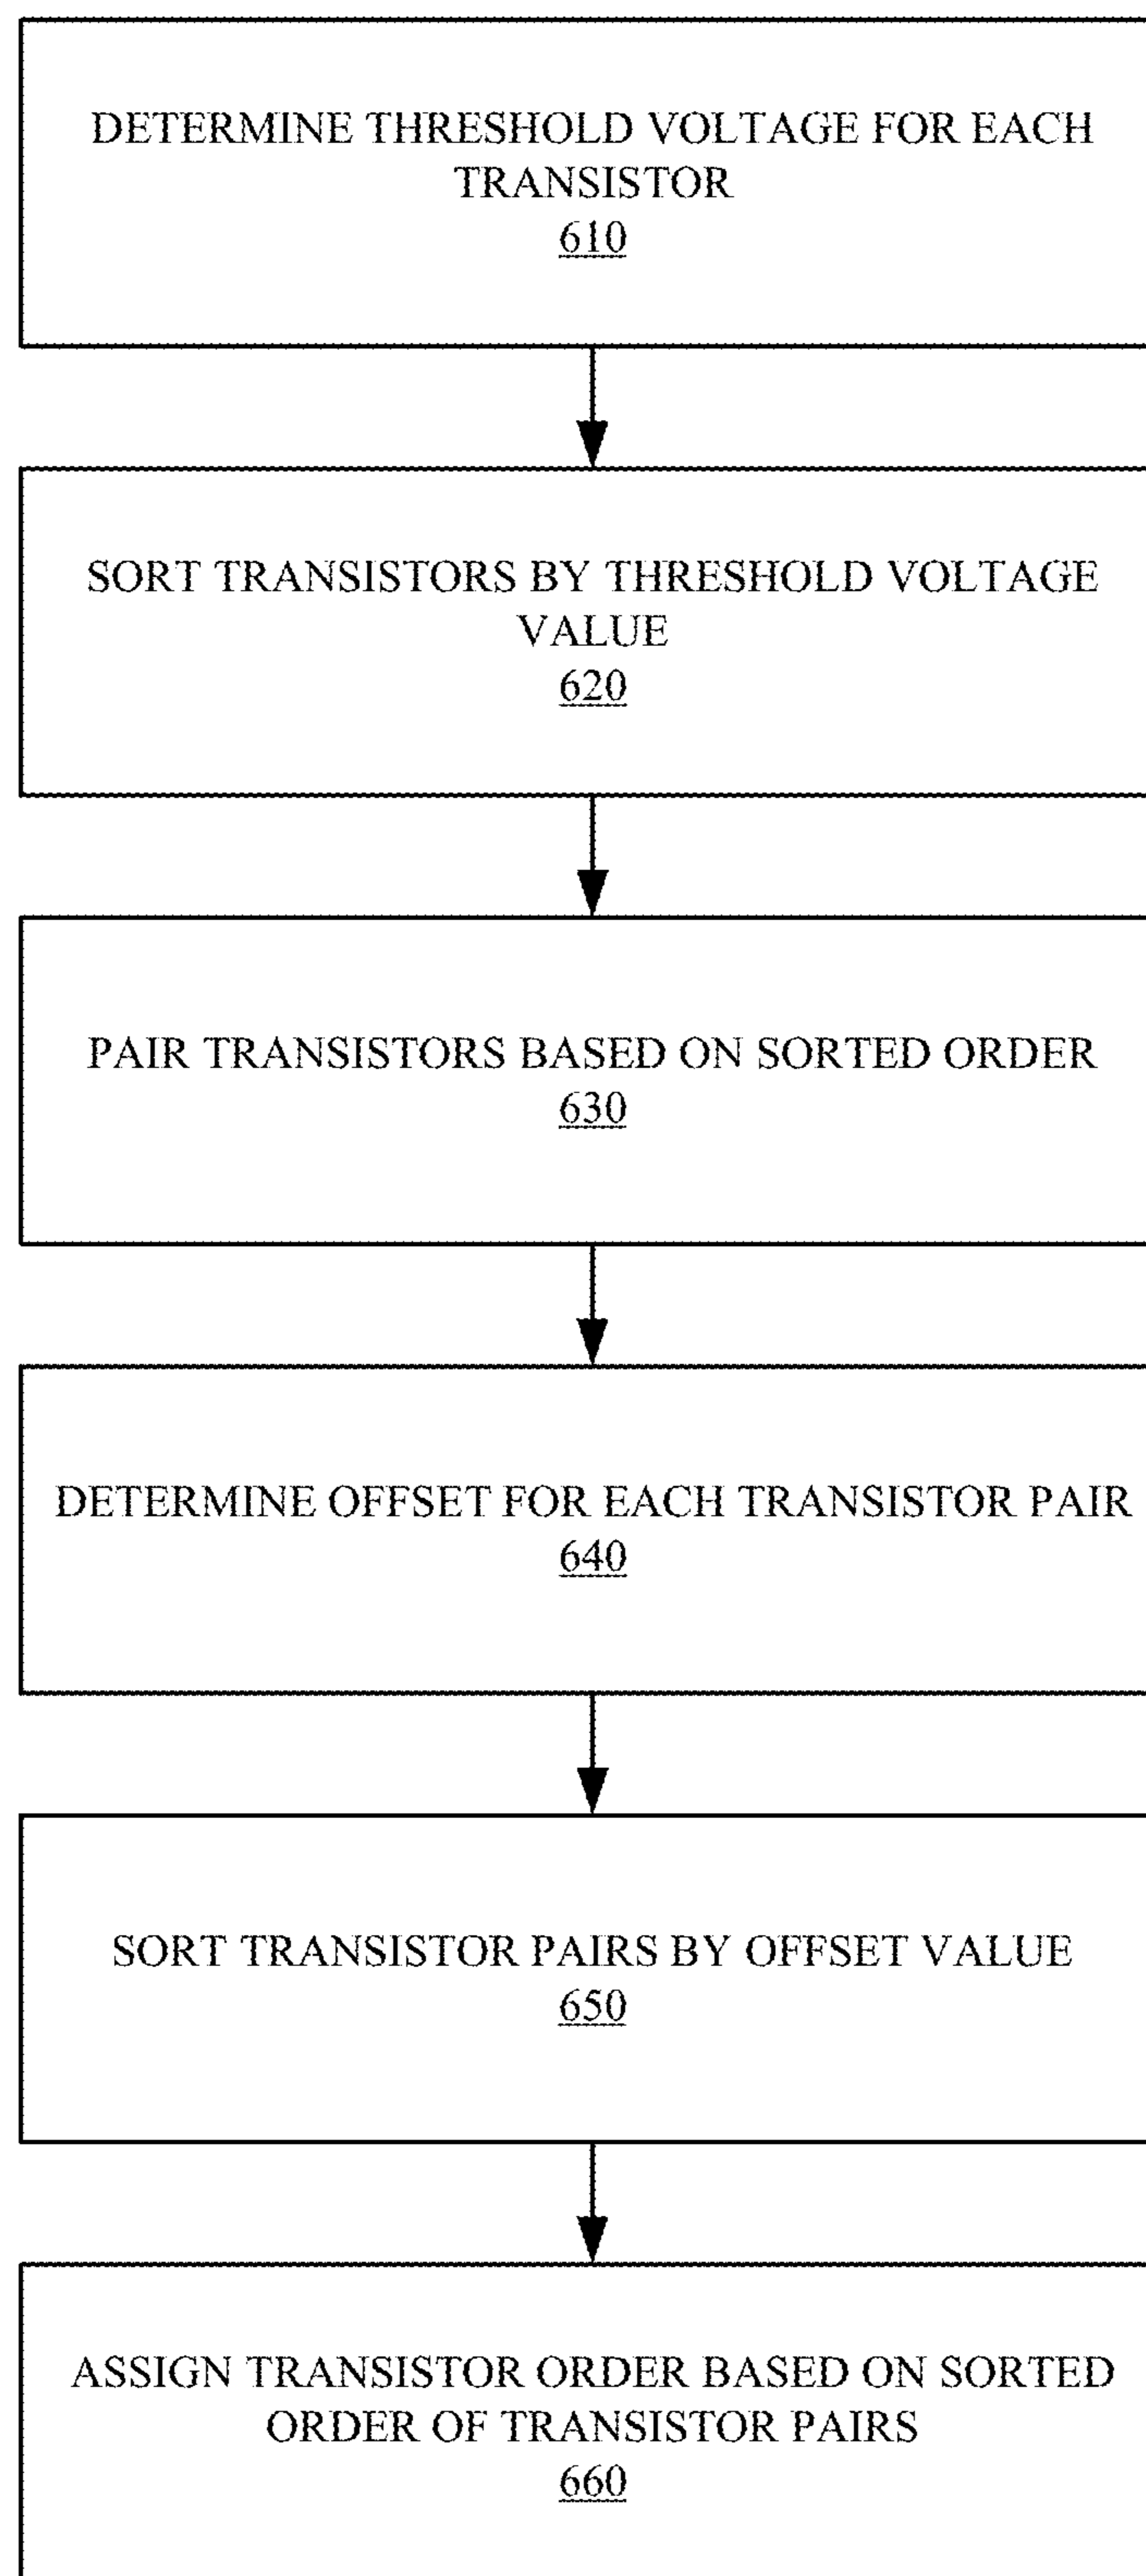 DETERMINE THRESHOLD VOLTAGE FOR EACH
TRANSISTOR
610
SORT TRANSISTORS BY THRESHOLD VOLTAGE
VALUE
620
PAIR TRANSISTORS BASED ON SORTED ORDER
630
DETERMINE OFFSET FOR EACH TRANSISTOR PAIR
640
SORT TRANSISTOR PAIRS BY OFFSET VALUE
650
ASSIGN TRANSISTOR ORDER BASED ON SORTED
ORDER OF TRANSISTOR PAIRS
660